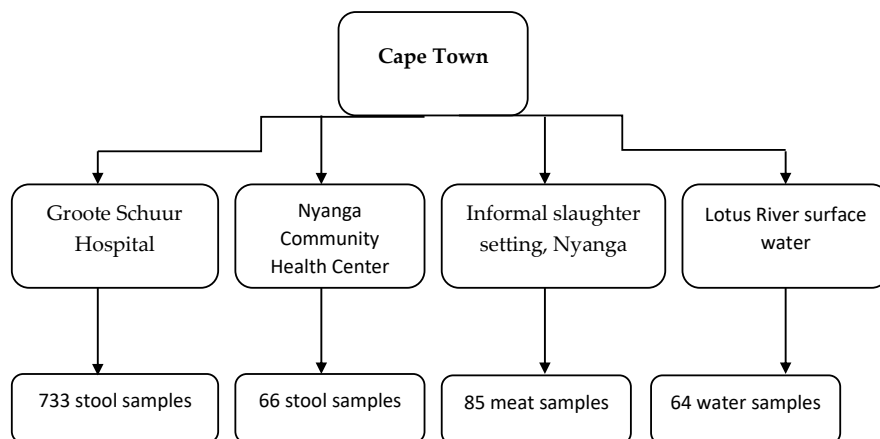 Cape Town
Groote Schuur
Hospital
Nyanga
Community
Health Center
Informal slaughter
setting, Nyanga
Lotus River surface
water
733 stool samples
66 stool samples
85 meat samples
64 water samples